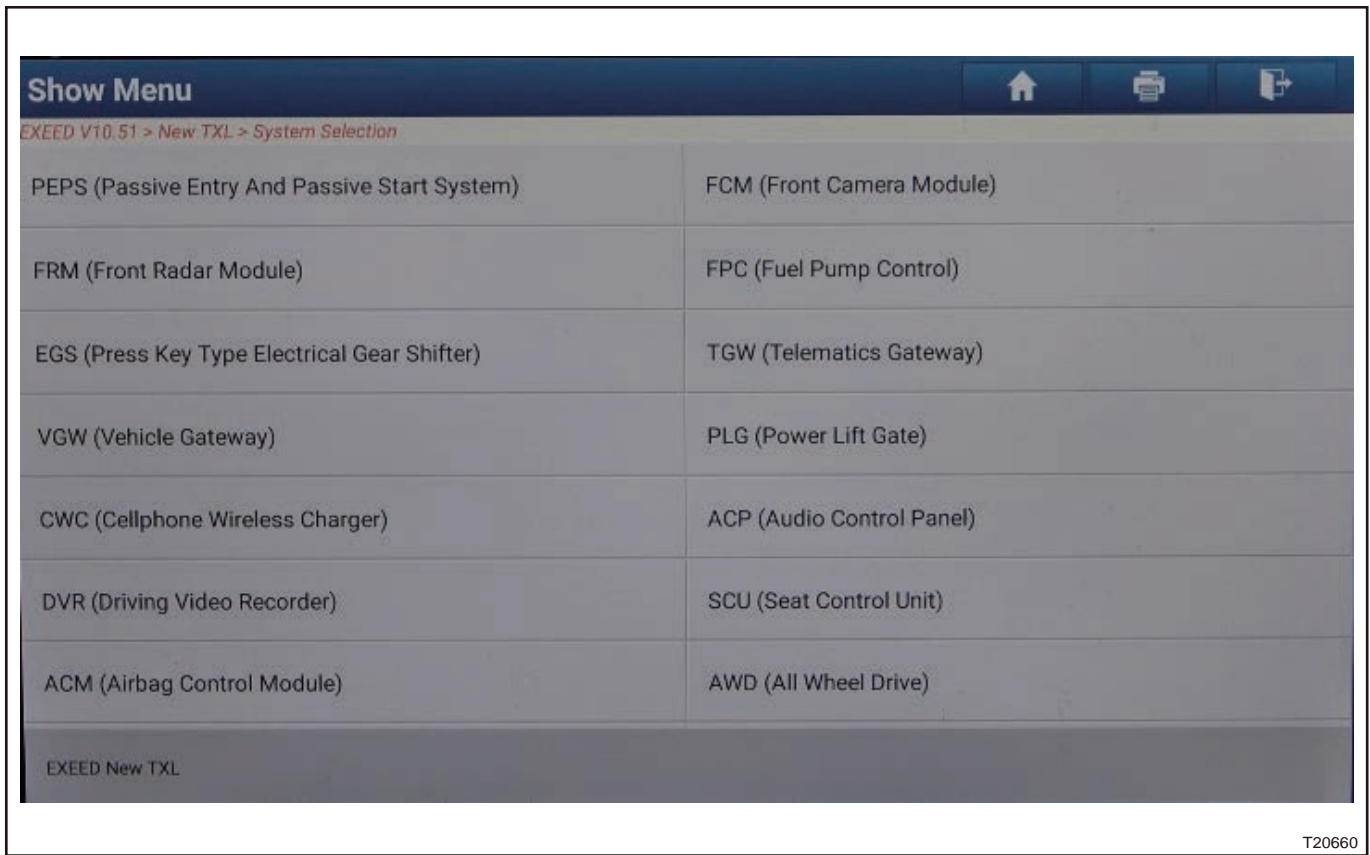 Show Menu
EXEED V10.51 > New TXL > System Selection
PEPS (Passive Entry And Passive Start System)
FCM (Front Camera Module)
FRM (Front Radar Module)
FPC (Fuel Pump Control)
EGS (Press Key Type Electrical Gear Shifter)
TGW (Telematics Gateway)
VGW (Vehicle Gateway)
PLG (Power Lift Gate)
CWC (Cellphone Wireless Charger)
ACP (Audio Control Panel)
DVR (Driving Video Recorder)
SCU (Seat Control Unit)
ACM (Airbag Control Module)
AWD (All Wheel Drive)
EXEED New TXL
T20660